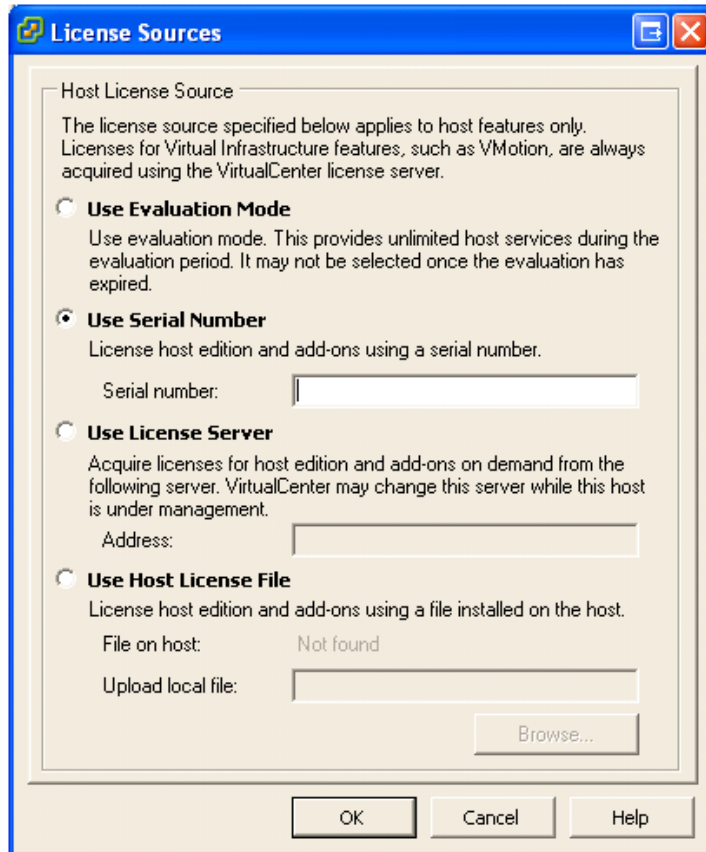 License Sources
Host License Source
The license source specified below applies to host features only.
Licenses for Virtual Infrastructure features, such as VMotion, are always
acquired using the VirtualCenter license server.
Use Evaluation Mode
Use evaluation mode. This provides unlimited host services during the
evaluation period. It may not be selected once the evaluation has
expired.
Use Serial Number
License host edition and add-ons using a serial number.
Serial number:
Use License Server
Acquire licenses for host edition and add-ons on demand from the
following server. VirtualCenter may change this server while this host
is under management.
Address:
Use Host License File
License host edition and add-ons using a file installed on the host.
File on host: Not found
Upload local file:
Browse...
OK Cancel Help